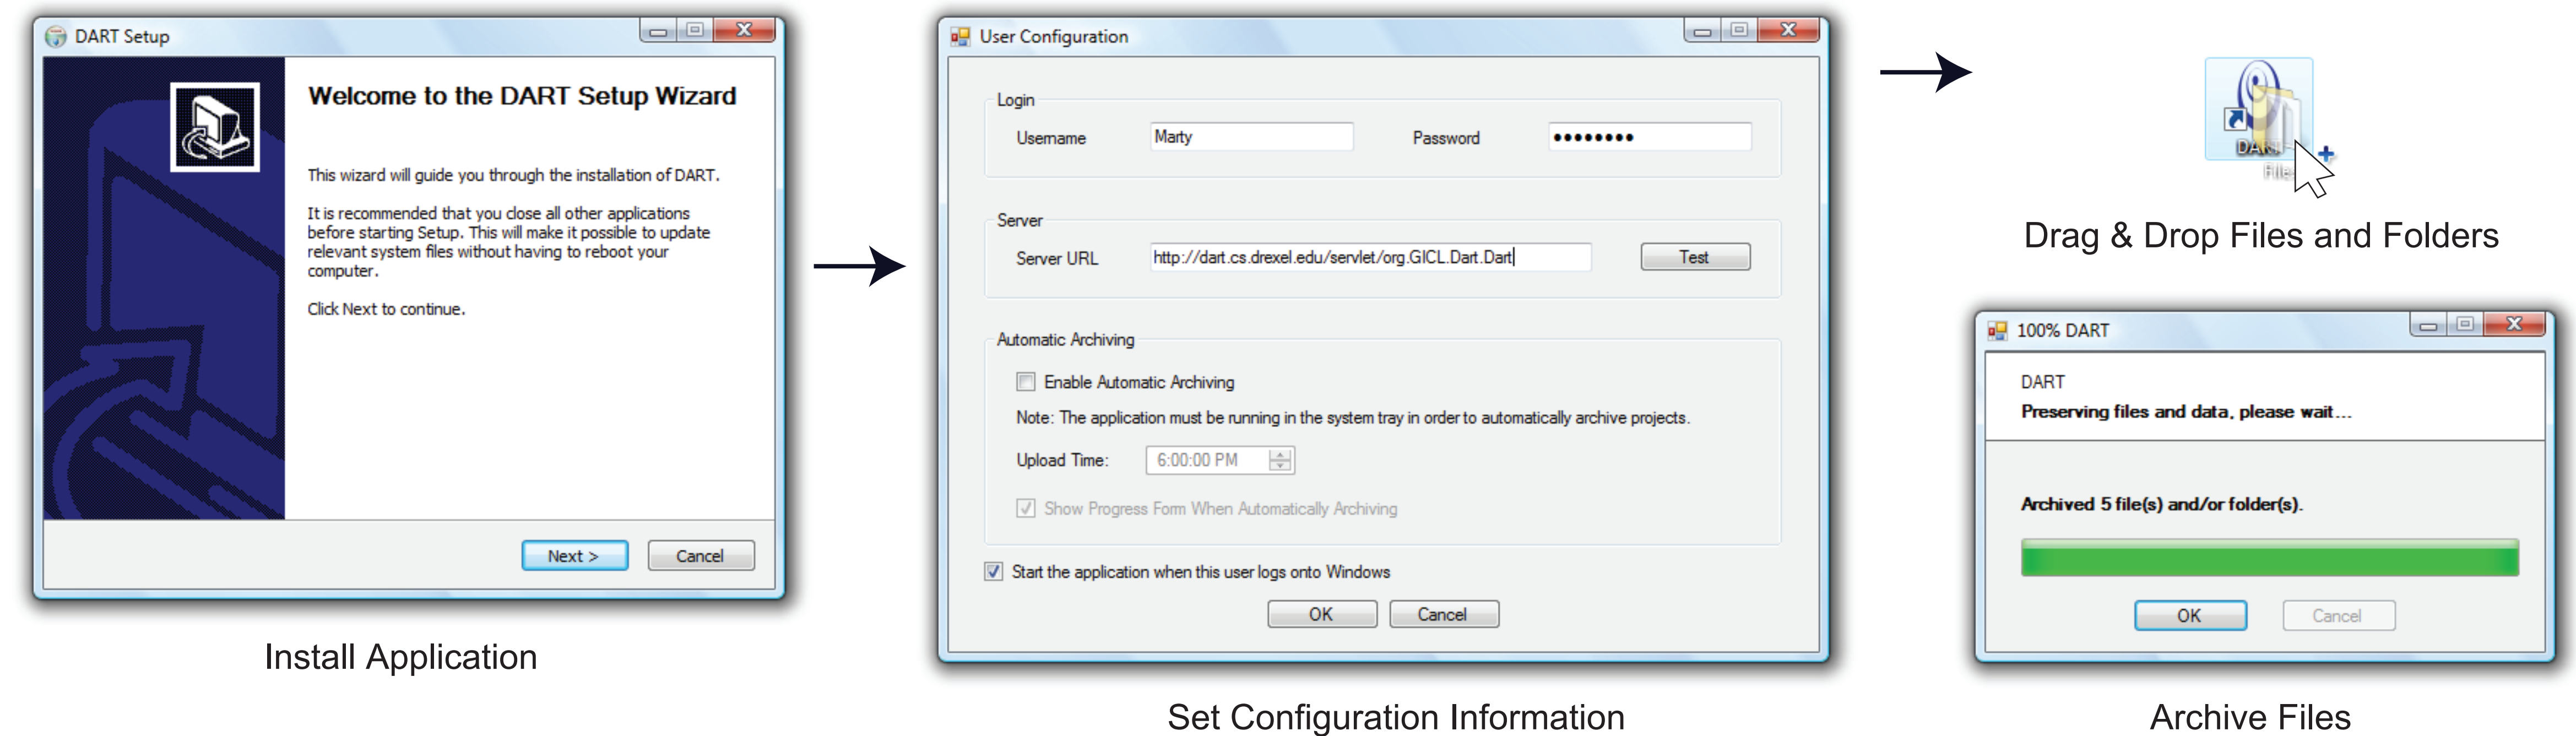 DART Setup
Welcome to the DART Setup Wizard
This wizard will guide you through the installation of DART.
It is recommended that you close all other applications
before starting Setup. This will make it possible to update
relevant system files without having to reboot your
computer.
Click Next to continue.
Next >
Cancel
Install Application
User Configuration
Login
Username
Marty
Password
••••••••
Server
Server URL
http://dart.cs.drexel.edu/servlet/org.GICL.Dart.Dart
Test
Automatic Archiving
Enable Automatic Archiving
Note: The application must be running in the system tray in order to automatically archive projects.
Upload Time:
6:00:00 PM
Show Progress Form When Automatically Archiving
Start the application when this user logs onto Windows
OK
Cancel
Set Configuration Information
Drag & Drop Files and Folders
100% DART
DART
Preserving files and data, please wait...
Archived 5 file(s) and/or folder(s).
OK
Cancel
Archive Files